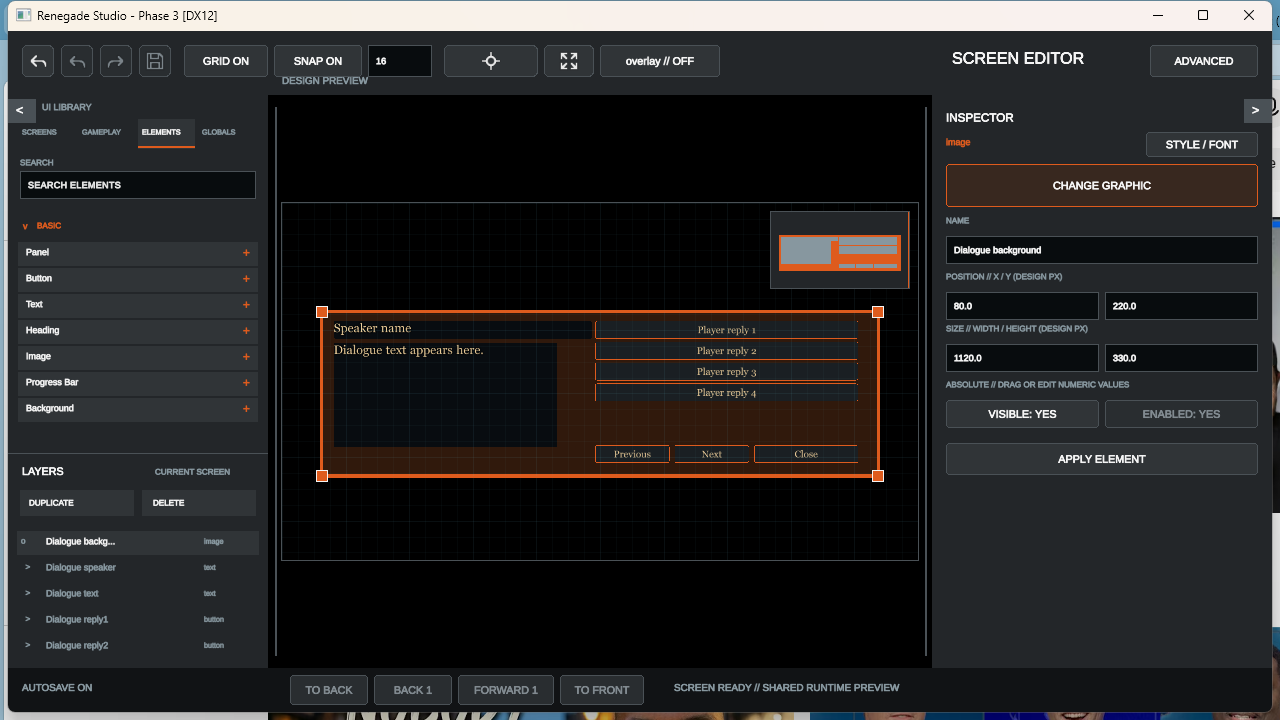 Renegade Studio - Phase 3 [DX12]
GRID ON
SNAP ON
16
overlay // OFF
SCREEN EDITOR
ADVANCED
DESIGN PREVIEW
<
UI LIBRARY
SCREENS
GAMEPLAY
ELEMENTS
GLOBALS
SEARCH
SEARCH ELEMENTS
v BASIC
Panel +
Button +
Text +
Heading +
Image +
Progress Bar +
Background +
LAYERS
CURRENT SCREEN
DUPLICATE
DELETE
o Dialogue backg... image
> Dialogue speaker text
> Dialogue text text
> Dialogue reply1 button
> Dialogue reply2 button
AUTOSAVE ON
Speaker name
Dialogue text appears here.
Player reply 1
Player reply 2
Player reply 3
Player reply 4
Previous
Next
Close
TO BACK
BACK 1
FORWARD 1
TO FRONT
SCREEN READY // SHARED RUNTIME PREVIEW
>
INSPECTOR
Image
STYLE / FONT
CHANGE GRAPHIC
NAME
Dialogue background
POSITION // X / Y (DESIGN PX)
80.0
220.0
SIZE // WIDTH / HEIGHT (DESIGN PX)
1120.0
330.0
ABSOLUTE // DRAG OR EDIT NUMERIC VALUES
VISIBLE: YES
ENABLED: YES
APPLY ELEMENT